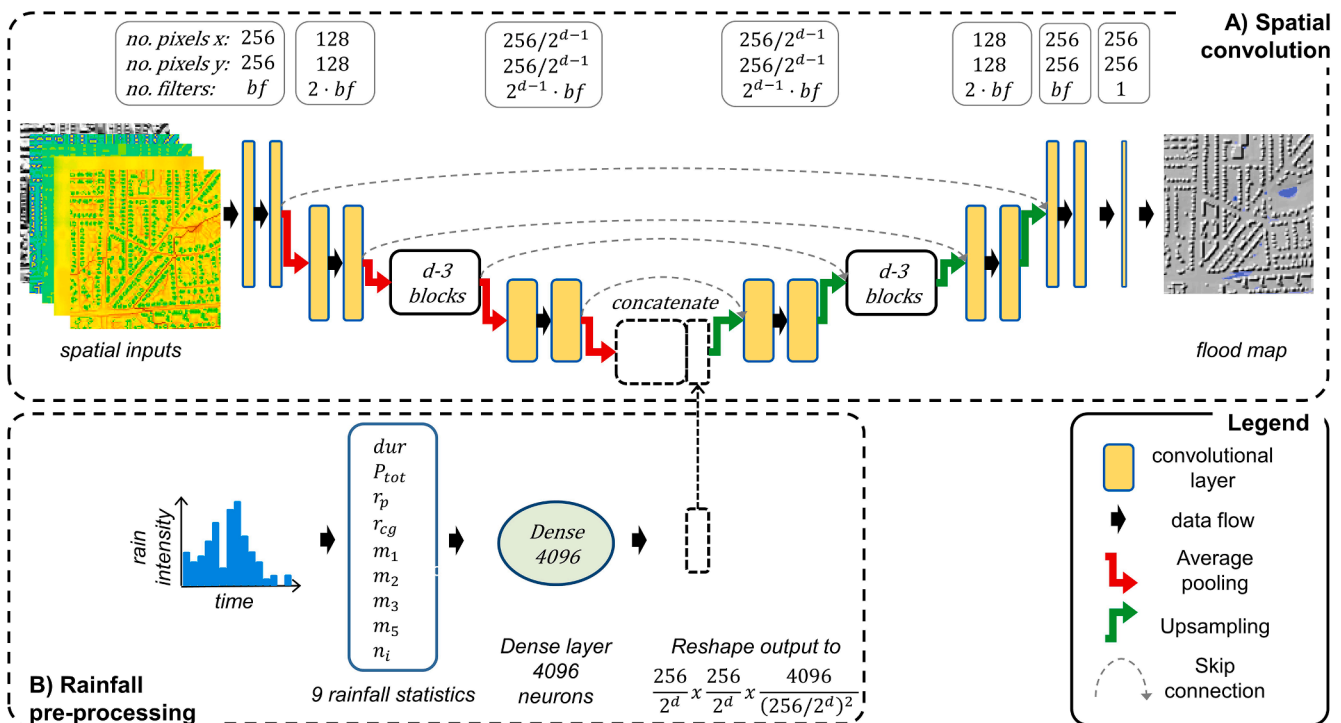 A) Spatial
convolution
no. pixels x: 256
no. pixels y: 256
no. filters: bf
128
128
2 · bf
256/2^{d−1}
256/2^{d−1}
2^{d−1} · bf
256/2^{d−1}
256/2^{d−1}
2^{d−1} · bf
128
128
2 · bf
256
256
bf
256
256
1
d-3
blocks
concatenate
d-3
blocks
spatial inputs
flood map
rain
intensity
time
dur
P_{tot}
r_p
r_{cg}
m_1
m_2
m_3
m_5
n_i
9 rainfall statistics
Dense
4096
Dense layer
4096
neurons
Reshape output to
256/2^d x 256/2^d x 4096/(256/2^d)^2
B) Rainfall
pre-processing
Legend
convolutional
layer
data flow
Average
pooling
Upsampling
Skip
connection